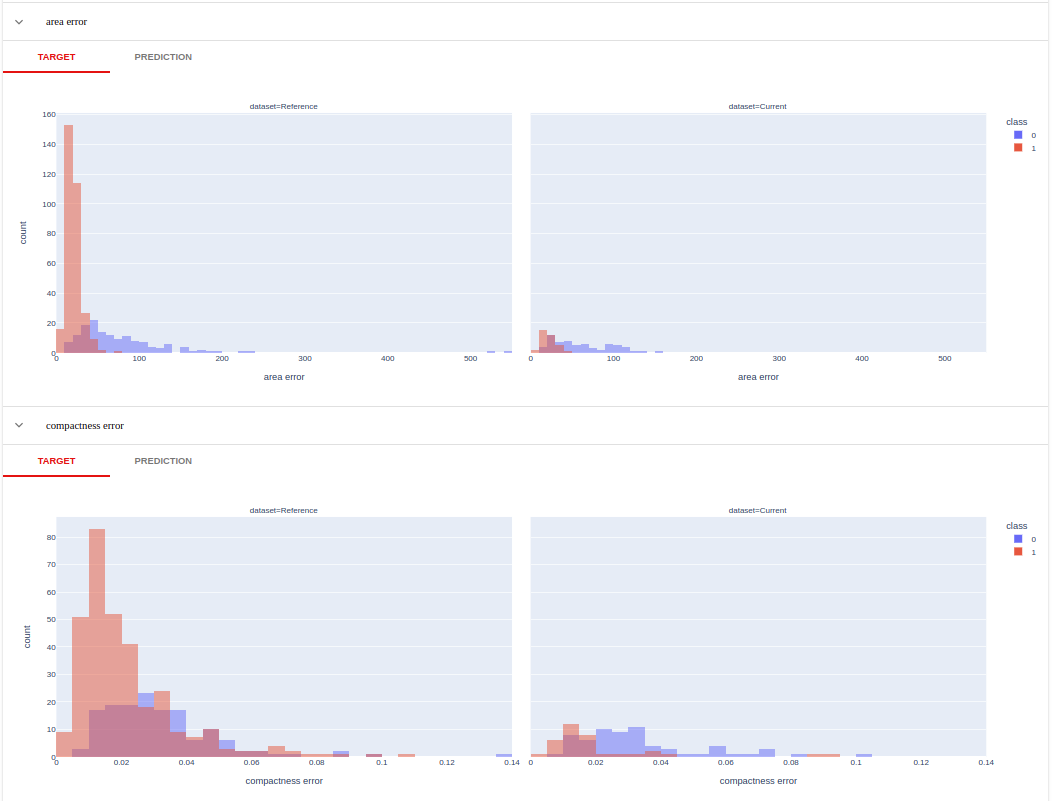 area error
TARGET PREDICTION
dataset=Reference dataset=Current
class
0
1
count
160
140
120
100
80
60
40
20
0
0 100 200 300 400 500 0 100 200 300 400 500
area error area error
compactness error
TARGET PREDICTION
dataset=Reference dataset=Current
class
0
1
count
80
70
60
50
40
30
20
10
0
0 0.02 0.04 0.06 0.08 0.1 0.12 0.14 0 0.02 0.04 0.06 0.08 0.1 0.12 0.14
compactness error compactness error